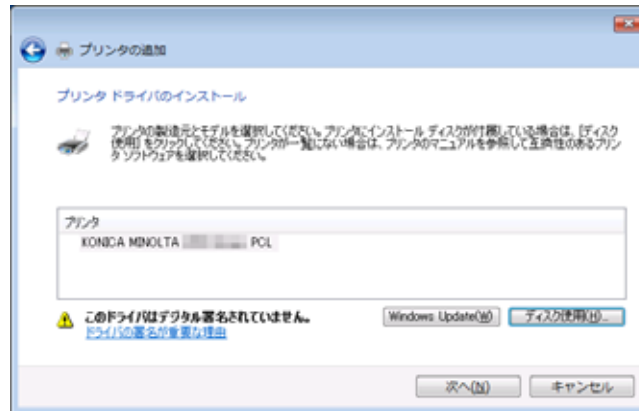 プリンタの追加
プリンタ ドライバのインストール
プリンタの製造元とモデルを選択してください。プリンタにインストール ディスクが付属している場合は、[ディスク
使用] をクリックしてください。プリンタが一覧にない場合は、プリンタのマニュアルを参照して互換性のあるプリン
タ ソフトウェアを選択してください。
プリンタ
KONICA MINOLTA PCL
このドライバはデジタル署名されていません。
Windows Update(W)
ディスク使用(H)...
ドライバの署名が重要な理由
次へ(N)
キャンセル